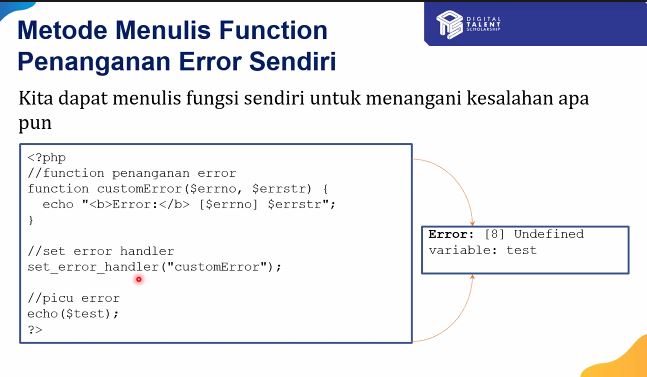 Metode Menulis Function
Penanganan Error Sendiri
DIGITAL
TALENT
SCHOLARSHIP
Kita dapat menulis fungsi sendiri untuk menangani kesalahan apa
pun
<?php
//function penanganan error
function customError($errno, $errstr) {
  echo "<b>Error:</b> [$errno] $errstr";
}
//set error handler
set_error_handler("customError");
//picu error
echo($test);
?>
Error: [8] Undefined
variable: test